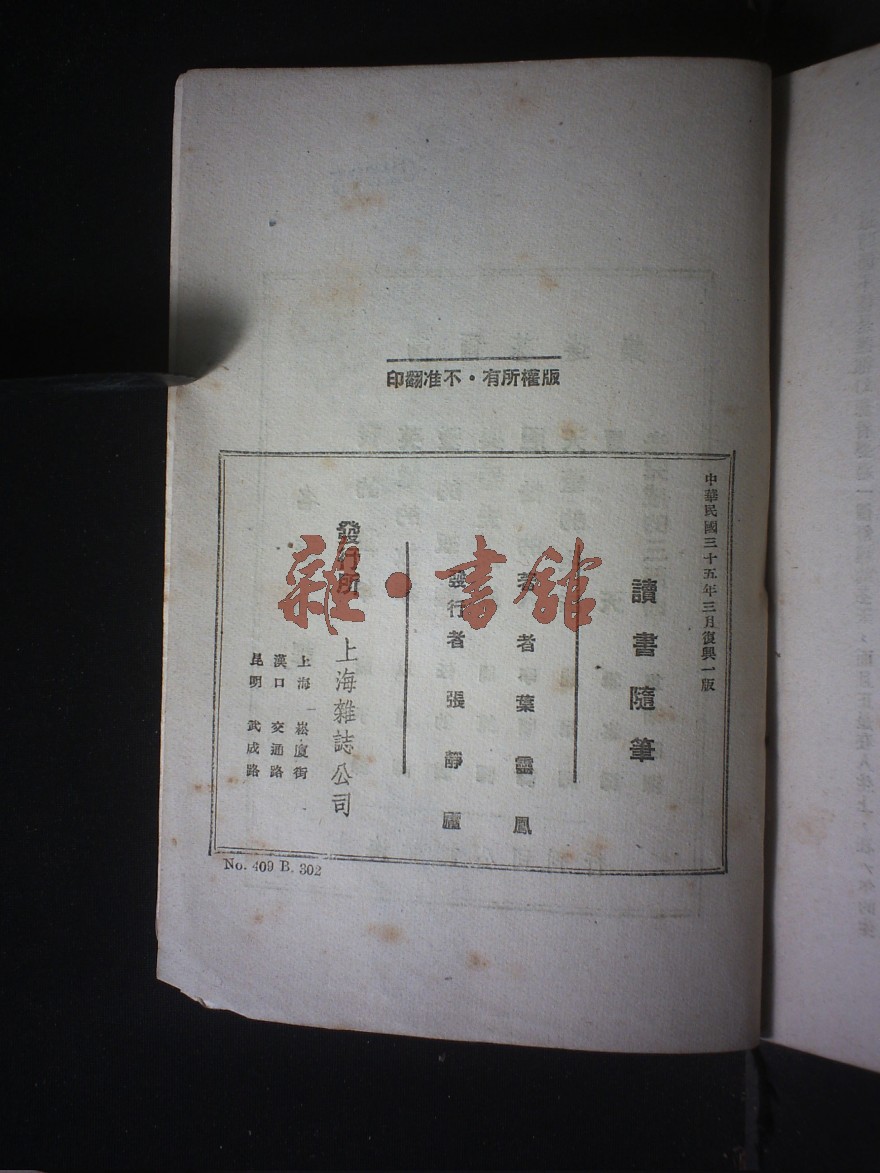 版權所有·不准翻印
中華民國三十五年三月復興一版
讀書隨筆
著者 葉靈鳳
發行者 張靜廬
發行所 上海雜誌公司
上海 崧廈街
漢口 交通路
昆明 武成路
No. 409 B. 302
雜·書館